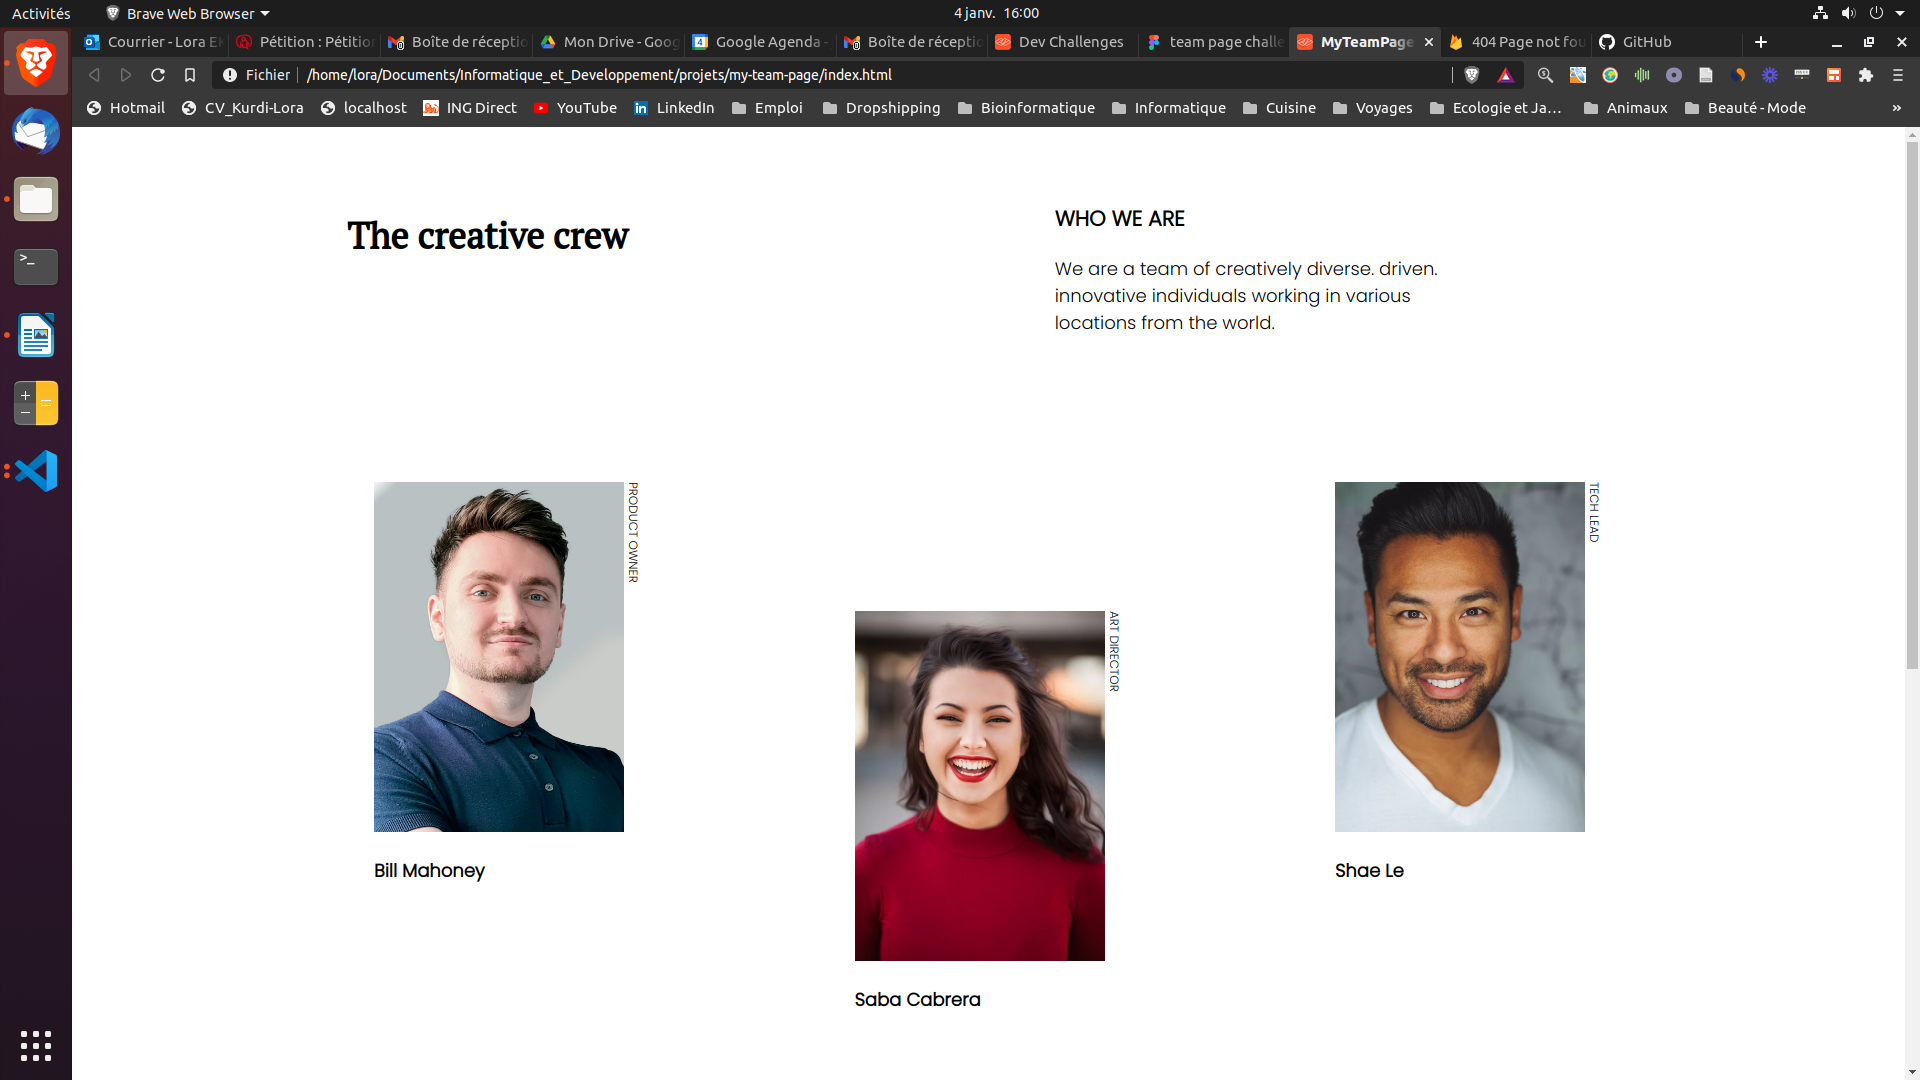 Activités
Brave Web Browser
4 janv. 16:00
Courrier - Lora
Pétition : Pétition
Boîte de réceptio
Mon Drive - Goog
Google Agenda -
Boîte de réceptio
Dev Challenges
team page challe
MyTeamPage
404 Page not fou
GitHub
Fichier
/home/lora/Documents/Informatique_et_Developpement/projets/my-team-page/index.html
Hotmail
CV_Kurdi-Lora
localhost
ING Direct
YouTube
LinkedIn
Emploi
Dropshipping
Bioinformatique
Informatique
Cuisine
Voyages
Ecologie et Ja...
Animaux
Beauté - Mode
»
The creative crew
WHO WE ARE
We are a team of creatively diverse. driven.
innovative individuals working in various
locations from the world.
PRODUCT OWNER
Bill Mahoney
ART DIRECTOR
Saba Cabrera
TECH LEAD
Shae Le